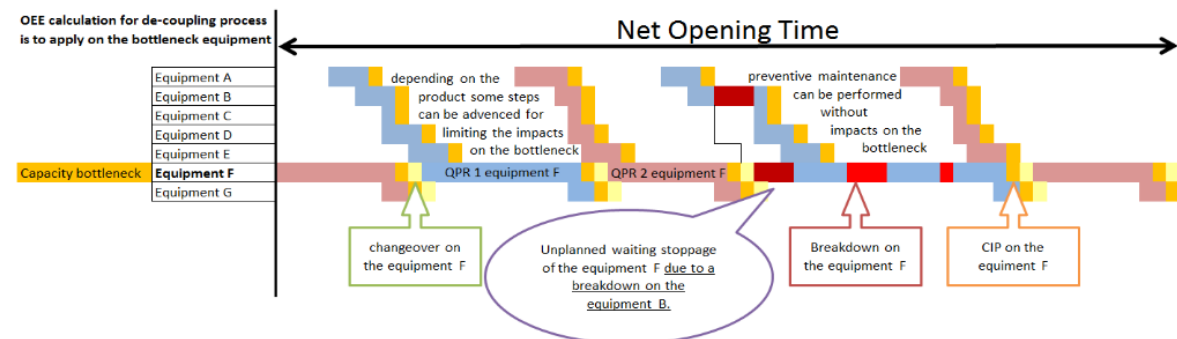 OEE calculation for de-coupling process
is to apply on the bottleneck equipment
Net Opening Time
Equipment A
Equipment B
Equipment C
Equipment D
Equipment E
Capacity bottleneck
Equipment F
Equipment G
depending on the
product some steps
can be advanced for
limiting the impacts
on the bottleneck
preventive maintenance
can be performed
without
impacts on the
bottleneck
QPR 1 equipment F
QPR 2 equipment F
changeover on
the equipment F
Unplanned waiting stoppage
of the equipment F due to a
breakdown on the
equipment B.
Breakdown on
the equipment F
CIP on the
equiment F